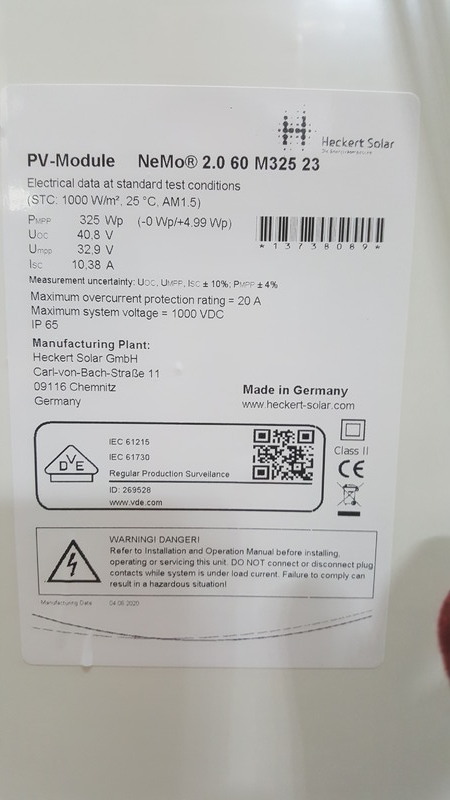 Heckert Solar
PV-Module NeMo® 2.0 60 M325 23
Electrical data at standard test conditions
(STC: 1000 W/m², 25 °C, AM1.5)
PMPP 325 Wp (-0 Wp/+4.99 Wp)
UOC 40,8 V
UMPP 32,9 V
ISC 10,38 A
*13738089*
Measurement uncertainty: UOC, UMPP, ISC ± 10%; PMPP ± 4%
Maximum overcurrent protection rating = 20 A
Maximum system voltage = 1000 VDC
IP 65
Manufacturing Plant:
Heckert Solar GmbH
Carl-von-Bach-Straße 11
09116 Chemnitz
Germany
Made in Germany
www.heckert-solar.com
DVE
IEC 61215
IEC 61730
Regular Production Surveillance
ID: 269528
www.vde.com
Class II
CE
WARNING! DANGER!
Refer to Installation and Operation Manual before installing,
operating or servicing this unit. DO NOT connect or disconnect plug
contacts while system is under load current. Failure to comply can
result in a hazardous situation!
Manufacturing Date 04.06.2020